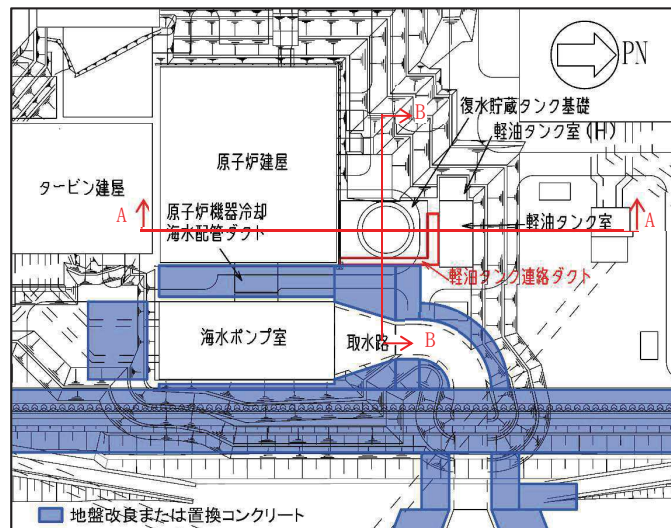 PN
B
復水貯蔵タンク基礎
軽油タンク室(H)
原子炉建屋
タービン建屋
A
原子炉機器冷却
海水配管ダクト
軽油タンク室
A
軽油タンク連絡ダクト
海水ポンプ室
取水路
B
地盤改良または置換コンクリート